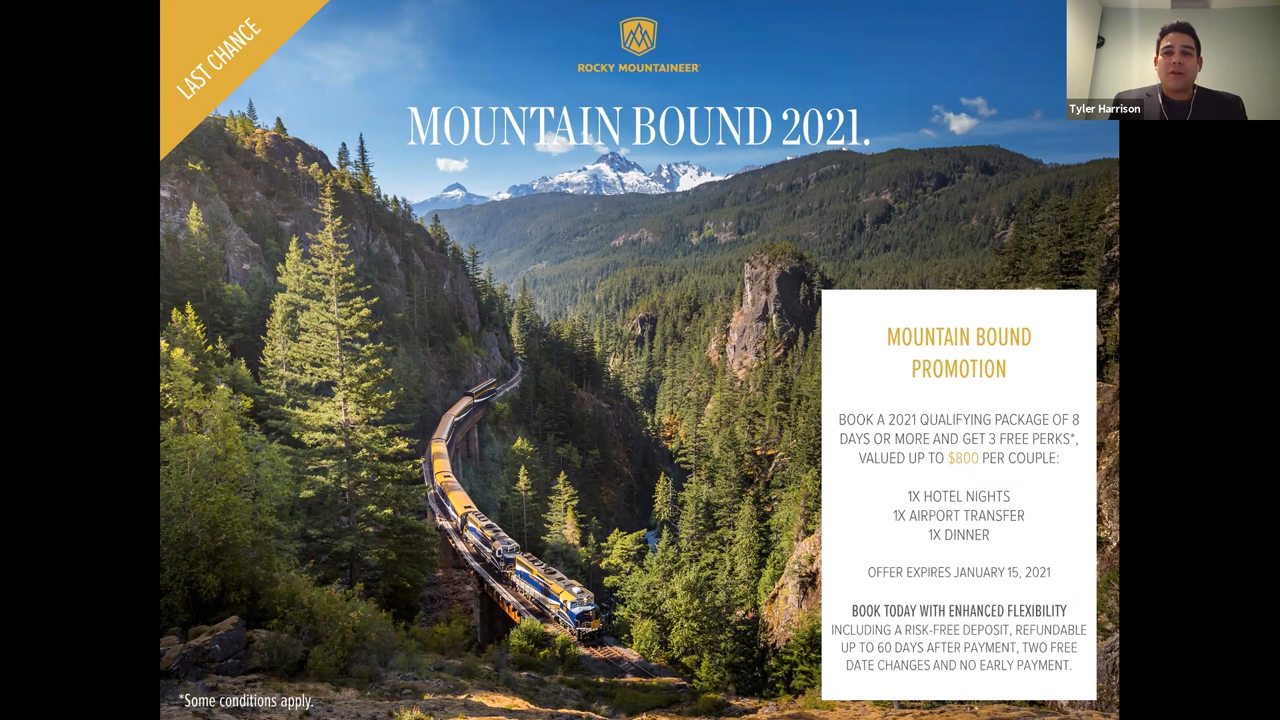 LAST CHANCE
ROCKY MOUNTAINEER
MOUNTAIN BOUND 2021.
Tyler Harrison
MOUNTAIN BOUND
PROMOTION
BOOK A 2021 QUALIFYING PACKAGE OF 8
DAYS OR MORE AND GET 3 FREE PERKS*,
VALUED UP TO $800 PER COUPLE:
1X HOTEL NIGHTS
1X AIRPORT TRANSFER
1X DINNER
OFFER EXPIRES JANUARY 15, 2021
BOOK TODAY WITH ENHANCED FLEXIBILITY
INCLUDING A RISK-FREE DEPOSIT, REFUNDABLE
UP TO 60 DAYS AFTER PAYMENT, TWO FREE
DATE CHANGES AND NO EARLY PAYMENT.
*Some conditions apply.